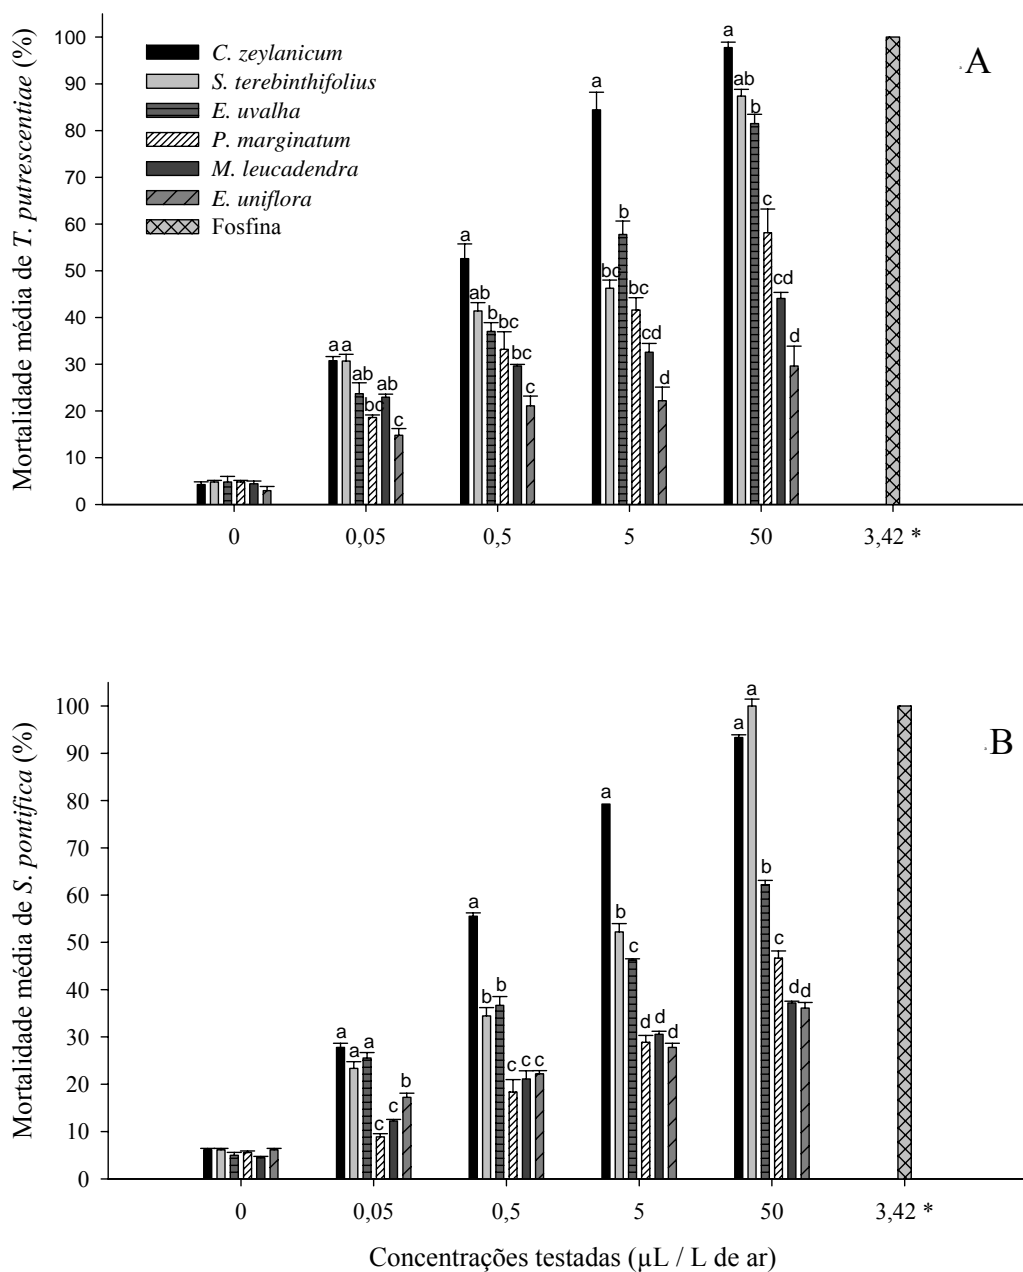 Mortalidade média de T. putrescentiae (%)
100
90
80
70
60
50
40
30
20
10
0
C. zeylanicum
S. terebinthifolius
E. uvalha
P. marginatum
M. leucadendra
E. uniflora
Fosfina
A
a a ab bc ab c
a ab b bc bc c
a bc b bc cd d
a ab b c cd d
0 0,05 0,5 5 50 3,42 *
Mortalidade média de S. pontifica (%)
100
90
80
70
60
50
40
30
20
10
0
B
a a a c c b
a b b c c c
a b c d d d
a a b c d d
0 0,05 0,5 5 50 3,42 *
Concentrações testadas (µL / L de ar)